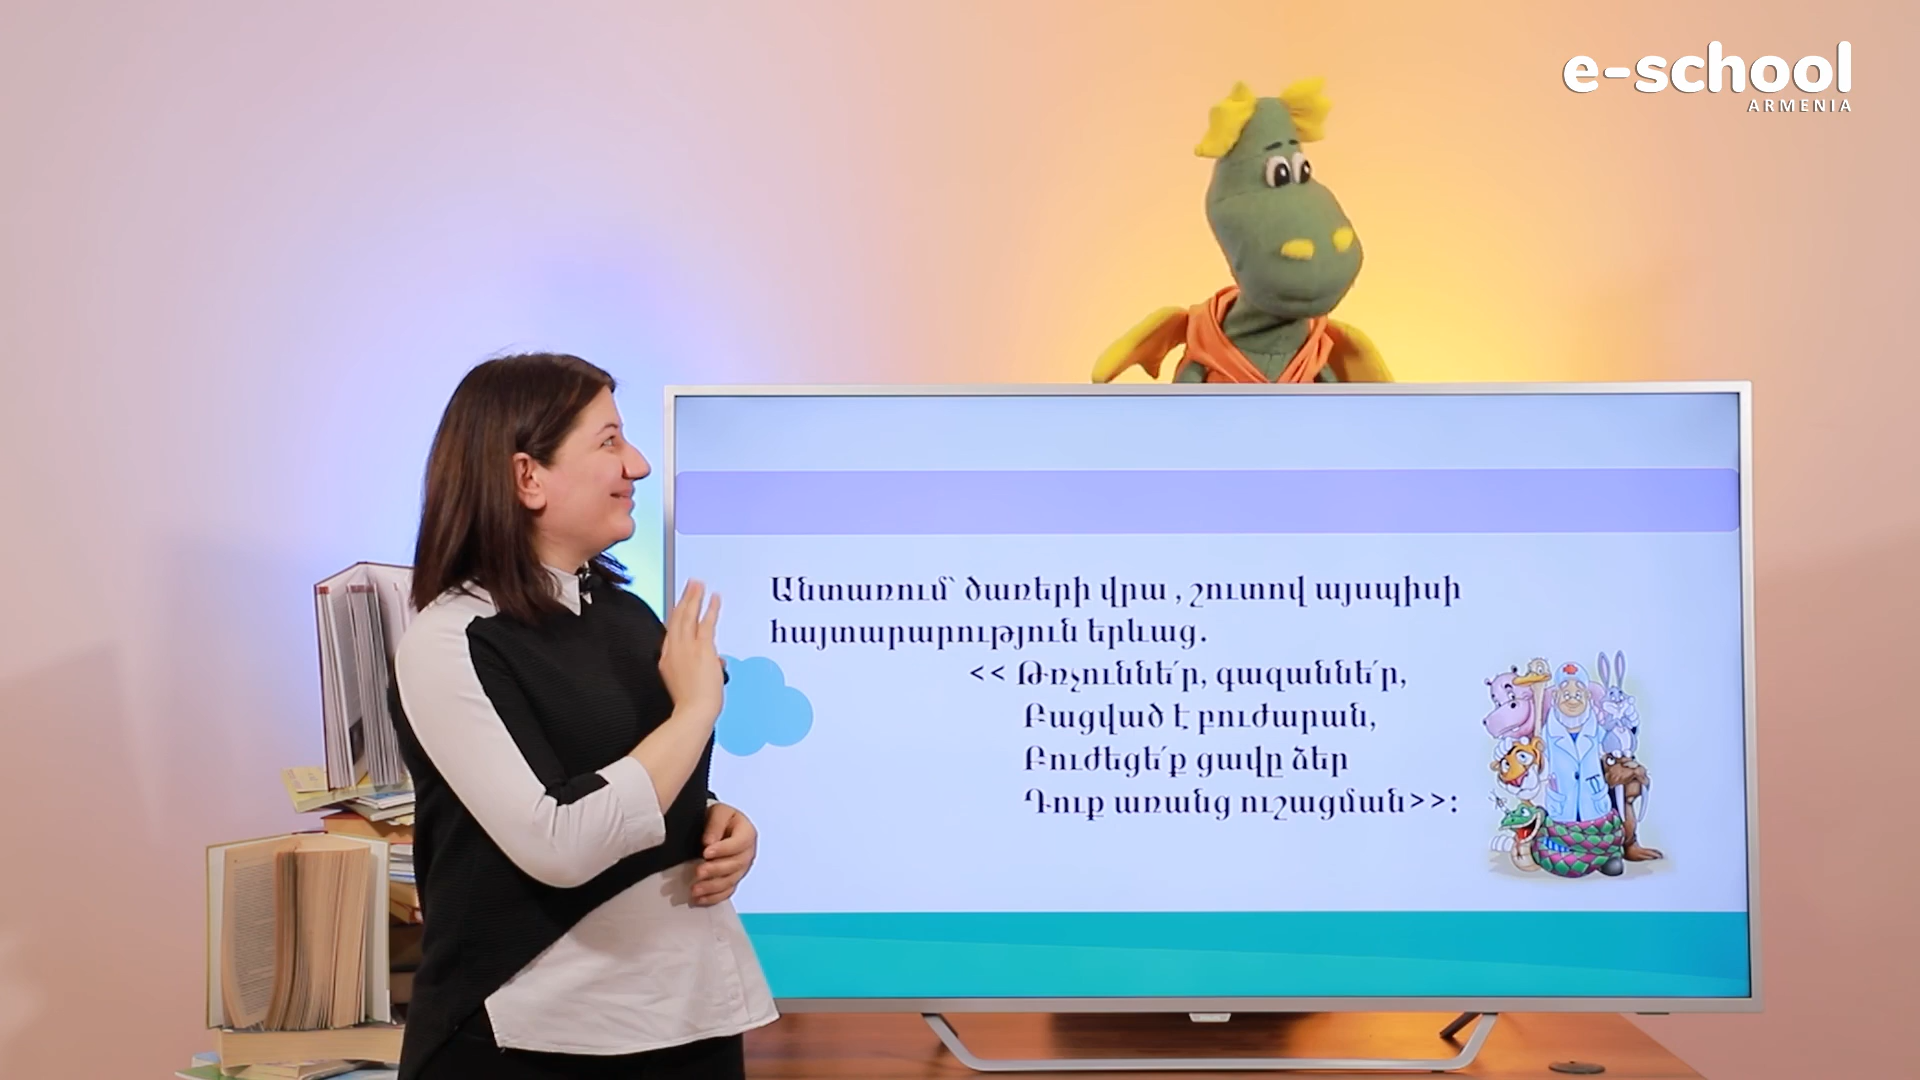 e-school
ARMENIA
Անտառում՝ ծառերի վրա , շուտով այսպիսի
հայտարարություն երևաց.
<< Թռչուննե՛ր, գազաննե՛ր,
Բացված է բուժարան,
Բուժեցե՛ք ցավը ձեր
Դուք առանց ուշացման>>: